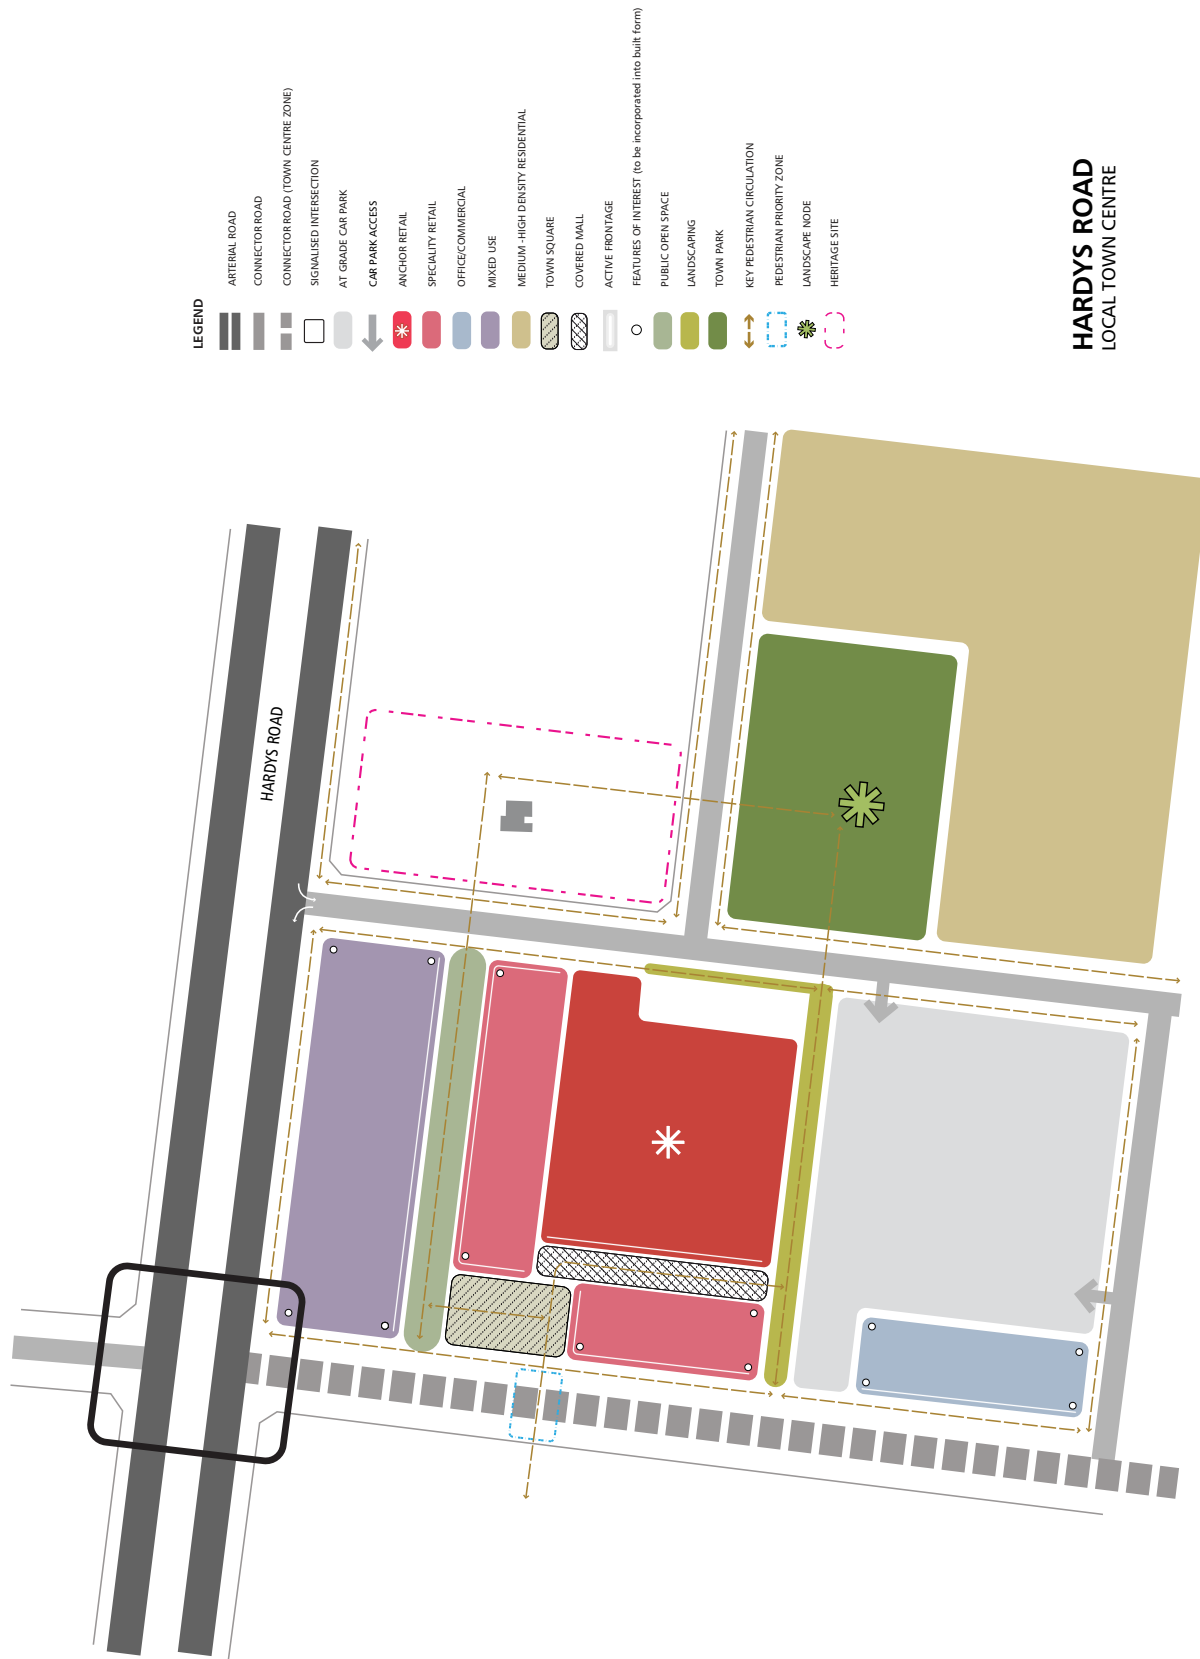 LEGEND
ARTERIAL ROAD
CONNECTOR ROAD
CONNECTOR ROAD (TOWN CENTRE ZONE)
SIGNALISED INTERSECTION
AT GRADE CAR PARK
CAR PARK ACCESS
ANCHOR RETAIL
SPECIALITY RETAIL
OFFICE/COMMERCIAL
MIXED USE
MEDIUM -HIGH DENSITY RESIDENTIAL
TOWN SQUARE
COVERED MALL
ACTIVE FRONTAGE
FEATURES OF INTEREST (to be incorporated into built form)
PUBLIC OPEN SPACE
LANDSCAPING
TOWN PARK
KEY PEDESTRIAN CIRCULATION
PEDESTRIAN PRIORITY ZONE
LANDSCAPE NODE
HERITAGE SITE
HARDYS ROAD
LOCAL TOWN CENTRE
HARDYS ROAD